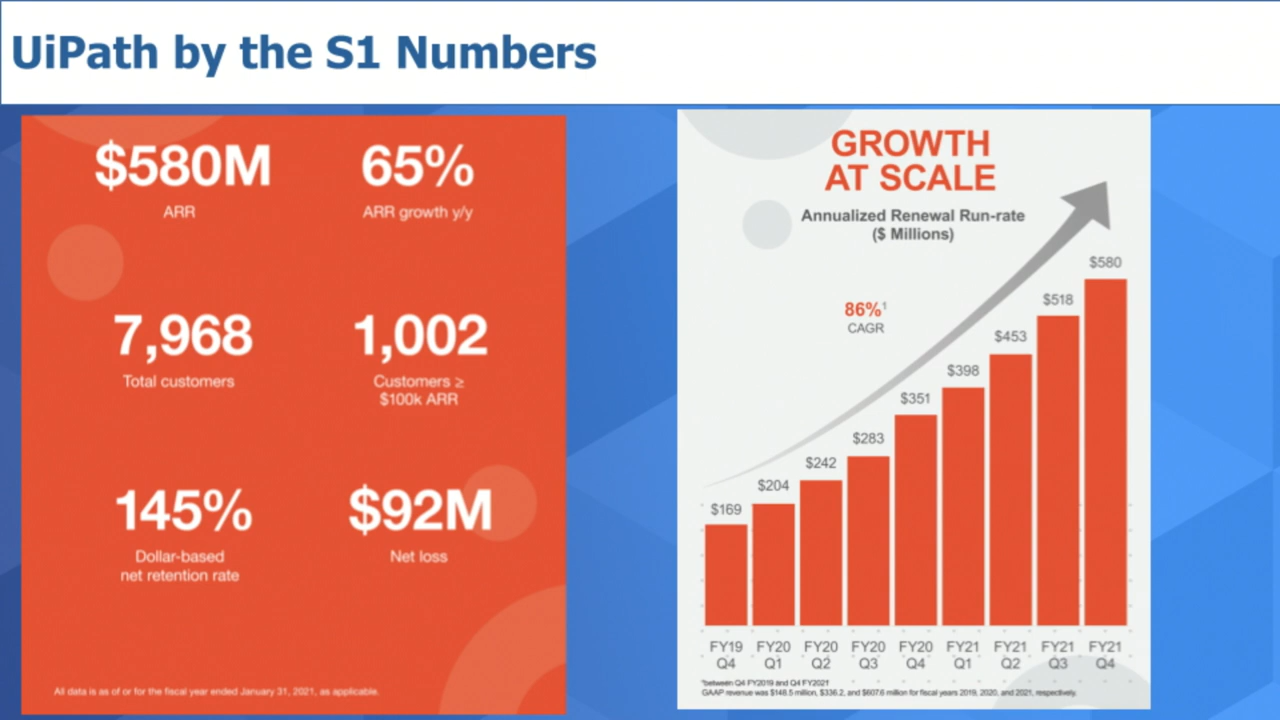 UiPath by the S1 Numbers
$580M
ARR
65%
ARR growth y/y
7,968
Total customers
1,002
Customers ≥
$100k ARR
145%
Dollar-based
net retention rate
$92M
Net loss
All data is as of or for the fiscal year ended January 31, 2021, as applicable.
GROWTH
AT SCALE
Annualized Renewal Run-rate
($ Millions)
86%¹
CAGR
$169
$204
$242
$283
$351
$398
$453
$518
$580
FY19 Q4
FY20 Q1
FY20 Q2
FY20 Q3
FY20 Q4
FY21 Q1
FY21 Q2
FY21 Q3
FY21 Q4
¹between Q4 FY2019 and Q4 FY2021
GAAP revenue was $148.5 million, $336.2, and $607.6 million for fiscal years 2019, 2020, and 2021, respectively.